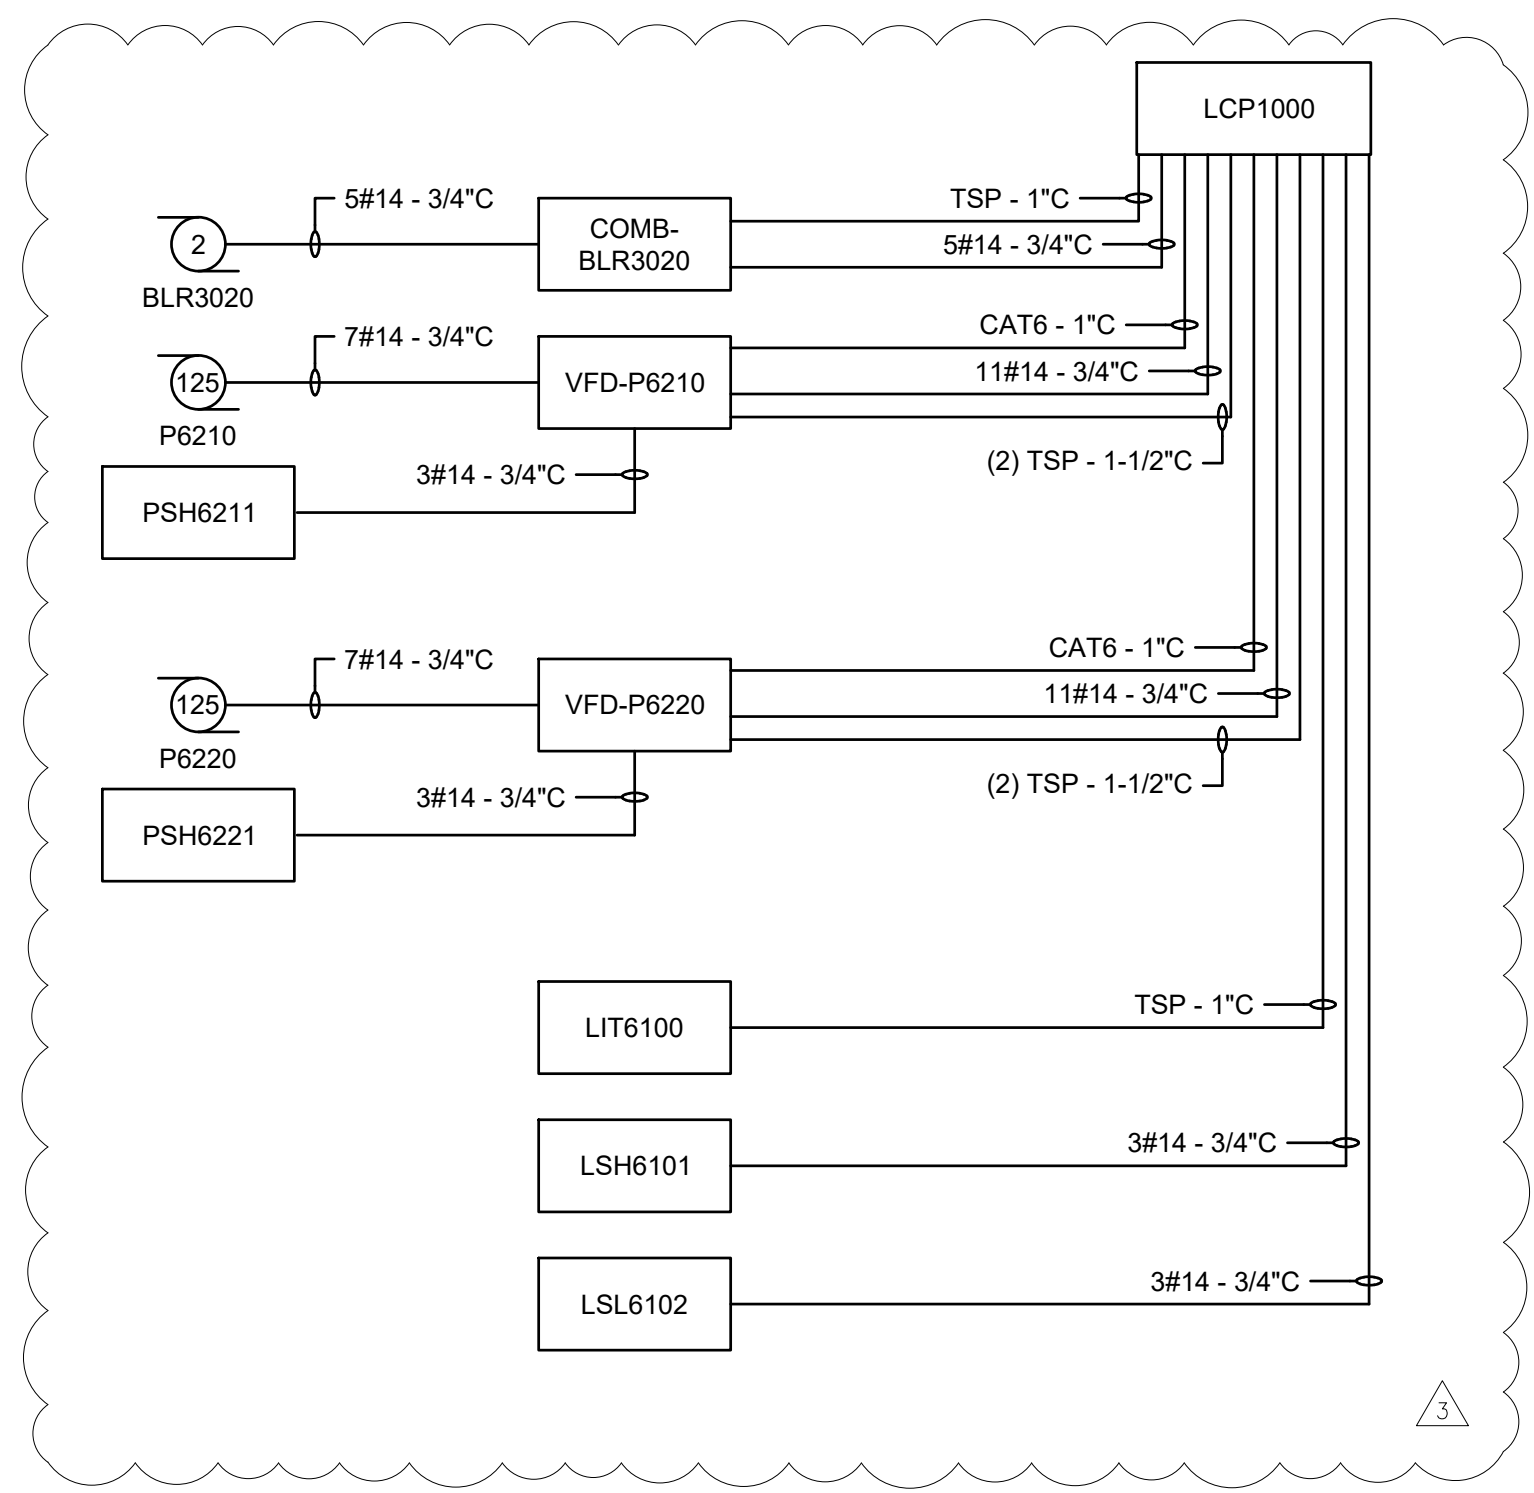 LCP1000
5#14 - 3/4"C
TSP - 1"C
COMB-
BLR3020
2
5#14 - 3/4"C
BLR3020
CAT6 - 1"C
7#14 - 3/4"C
11#14 - 3/4"C
125
VFD-P6210
P6210
(2) TSP - 1-1/2"C
3#14 - 3/4"C
PSH6211
CAT6 - 1"C
7#14 - 3/4"C
11#14 - 3/4"C
125
VFD-P6220
P6220
(2) TSP - 1-1/2"C
3#14 - 3/4"C
PSH6221
TSP - 1"C
LIT6100
3#14 - 3/4"C
LSH6101
3#14 - 3/4"C
LSL6102
3